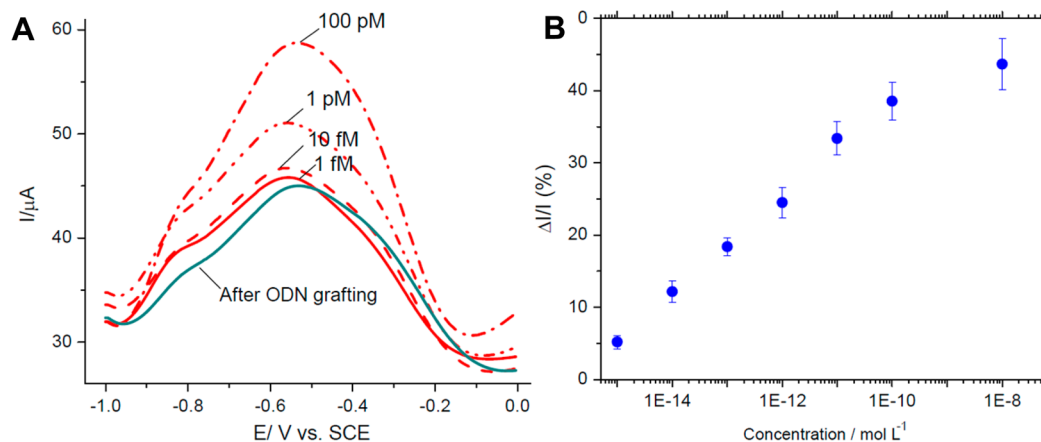 A
60
50
40
30
I/μA
100 pM
1 pM
10 fM
1 fM
After ODN grafting
-1.0
-0.8
-0.6
-0.4
-0.2
0.0
E/ V vs. SCE
B
0
40
30
20
10
0
ΔI/I (%)
1E-14
1E-12
1E-10
1E-8
Concentration / mol L⁻¹